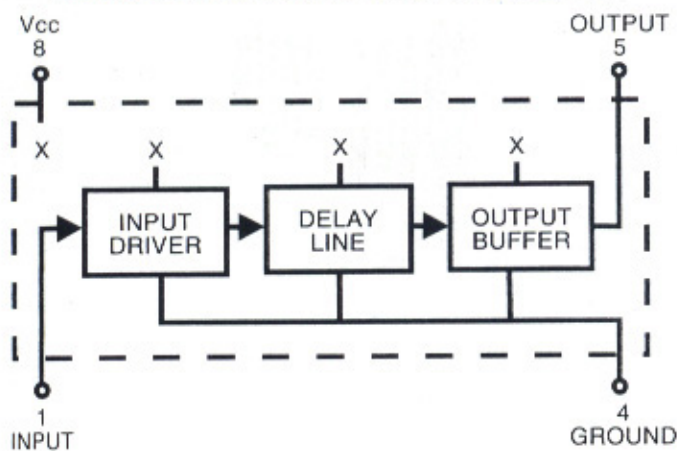 Vcc
8
OUTPUT
5
X
X
X
X
INPUT
DRIVER
DELAY
LINE
OUTPUT
BUFFER
1
INPUT
4
GROUND